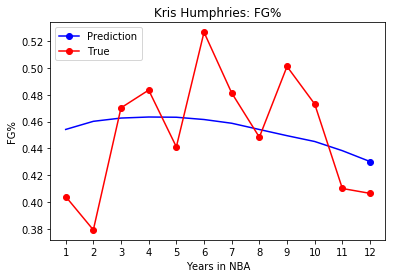 Kris Humphries: FG%
Prediction
True
0.52
0.50
0.48
0.46
0.44
0.42
0.40
0.38
FG%
1 2 3 4 5 6 7 8 9 10 11 12
Years in NBA